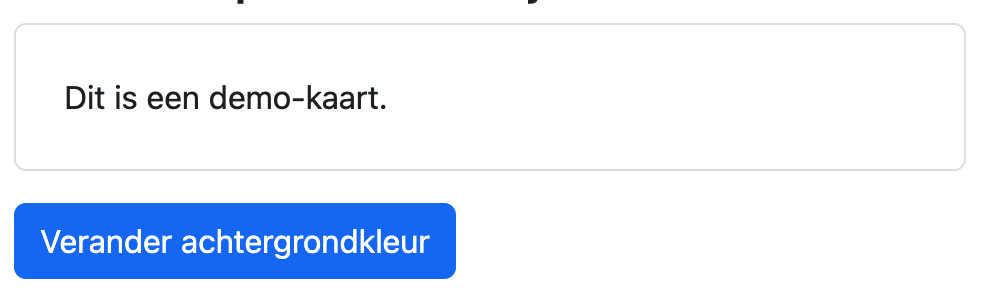 Dit is een demo-kaart.
Verander achtergrondkleur